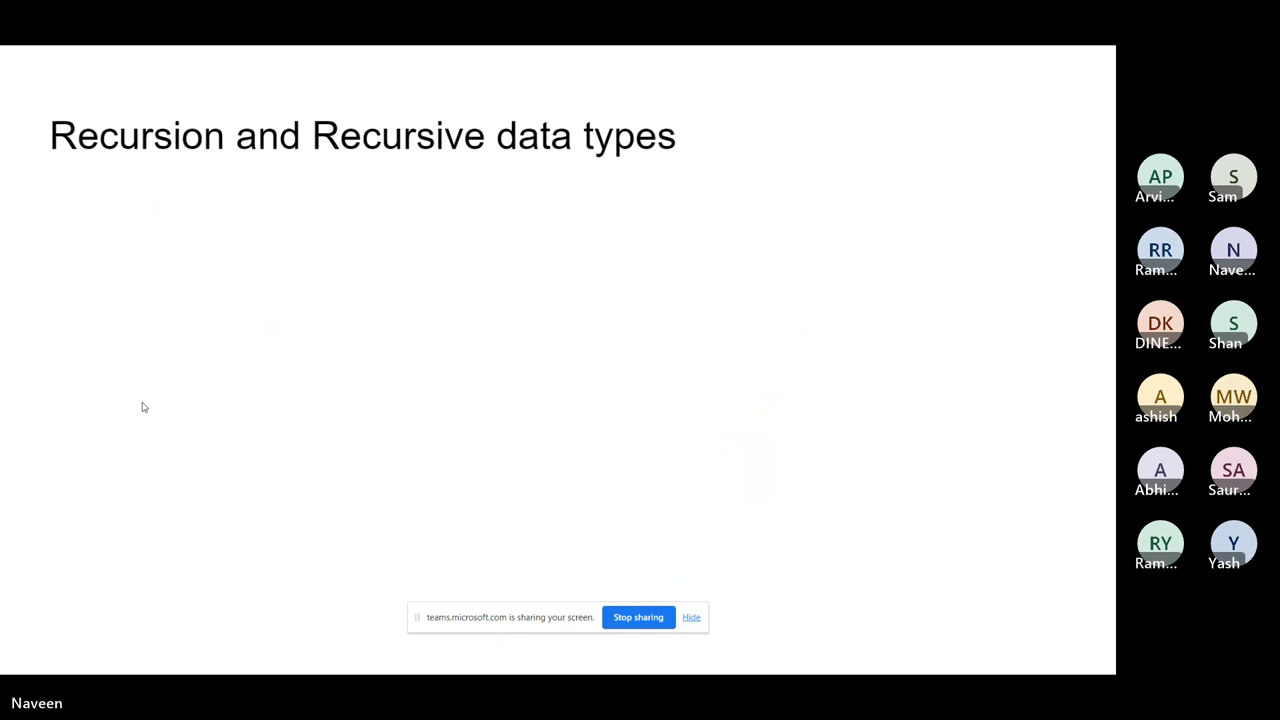 Recursion and Recursive data types
AP
Arvi...
S
Sam
RR
Ram...
N
Nave...
DK
DINE...
S
Shan
A
ashish
MW
Moh...
A
Abhi...
SA
Saur...
RY
Ram...
Y
Yash
teams.microsoft.com is sharing your screen.
Stop sharing
Hide
Naveen